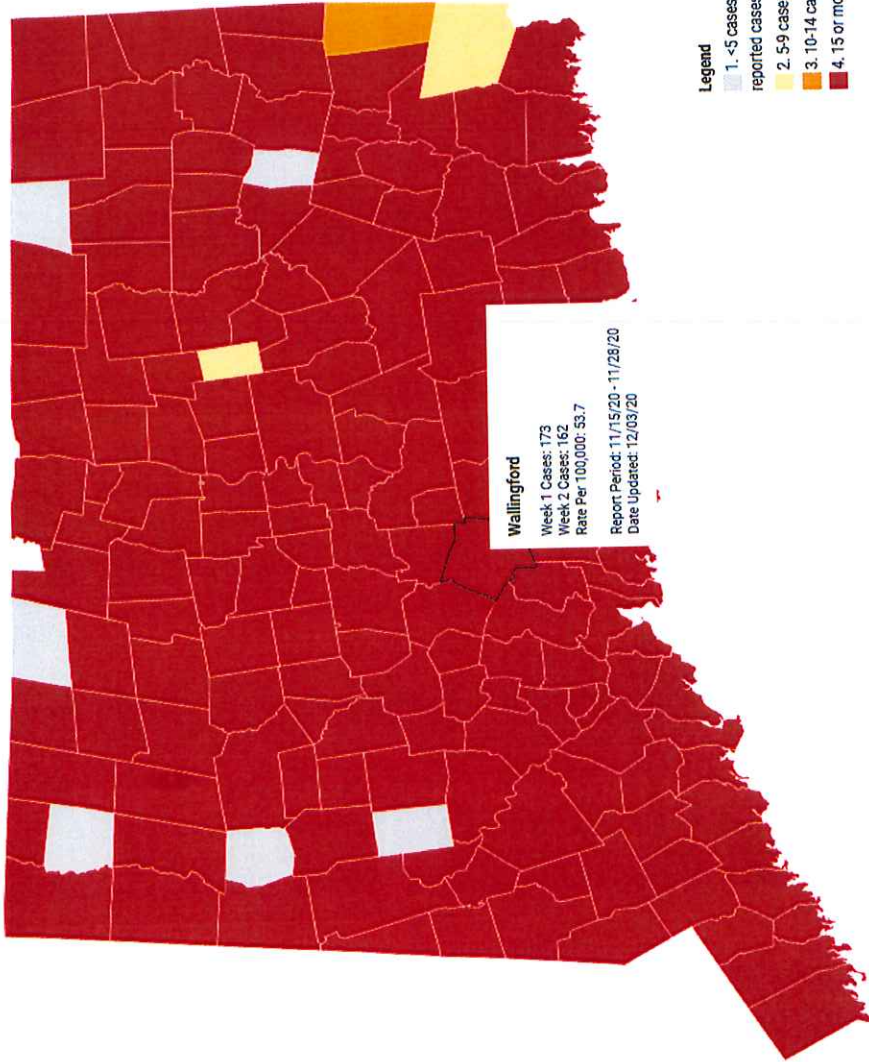 Wallingford
Week 1 Cases: 173
Week 2 Cases: 162
Rate Per 100,000: 53.7
Report Period: 11/15/20 - 11/28/20
Date Updated: 12/03/20
Legend
1. <5 cases
reported cases
2. 5-9 case
3. 10-14 ca
4. 15 or mo